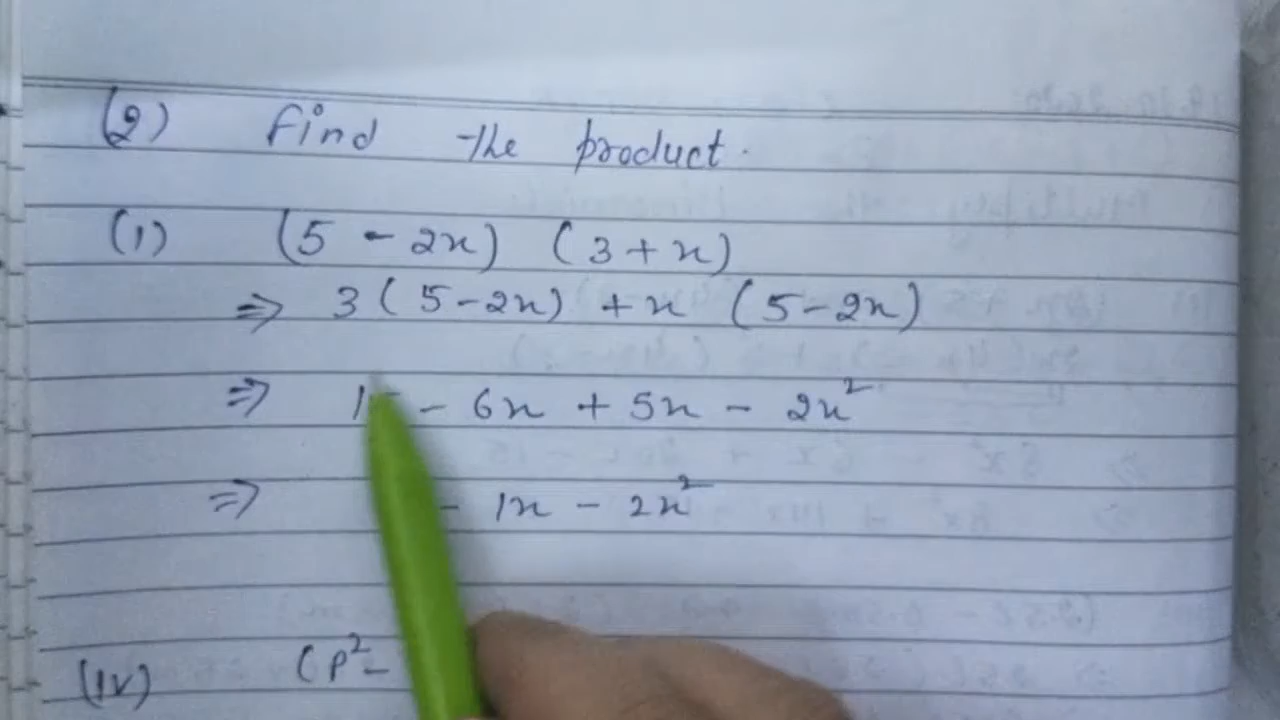 (2) Find the product.
(1) (5 - 2x) (3 + x)
⇒ 3 ( 5 - 2x) + x (5 - 2x)
⇒ - 6x + 5x - 2x²
⇒ - 1x - 2x²
(iv) (p² -